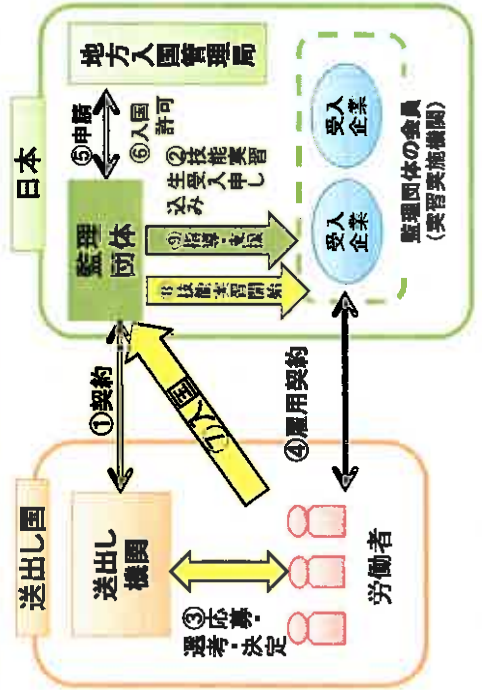 送出し国
送出し
機関
③応募・
選考・決定
労働者
①契約
⑦入国
④雇用契約
日本
監理
団体
⑤申請
⑥入国
許可
地方入国管理局
②技能実習
生受入申し
込み
⑨指導・支援
⑧技能実習開始
受入
企業
受入
企業
監理団体の会員
(実習実施機関)